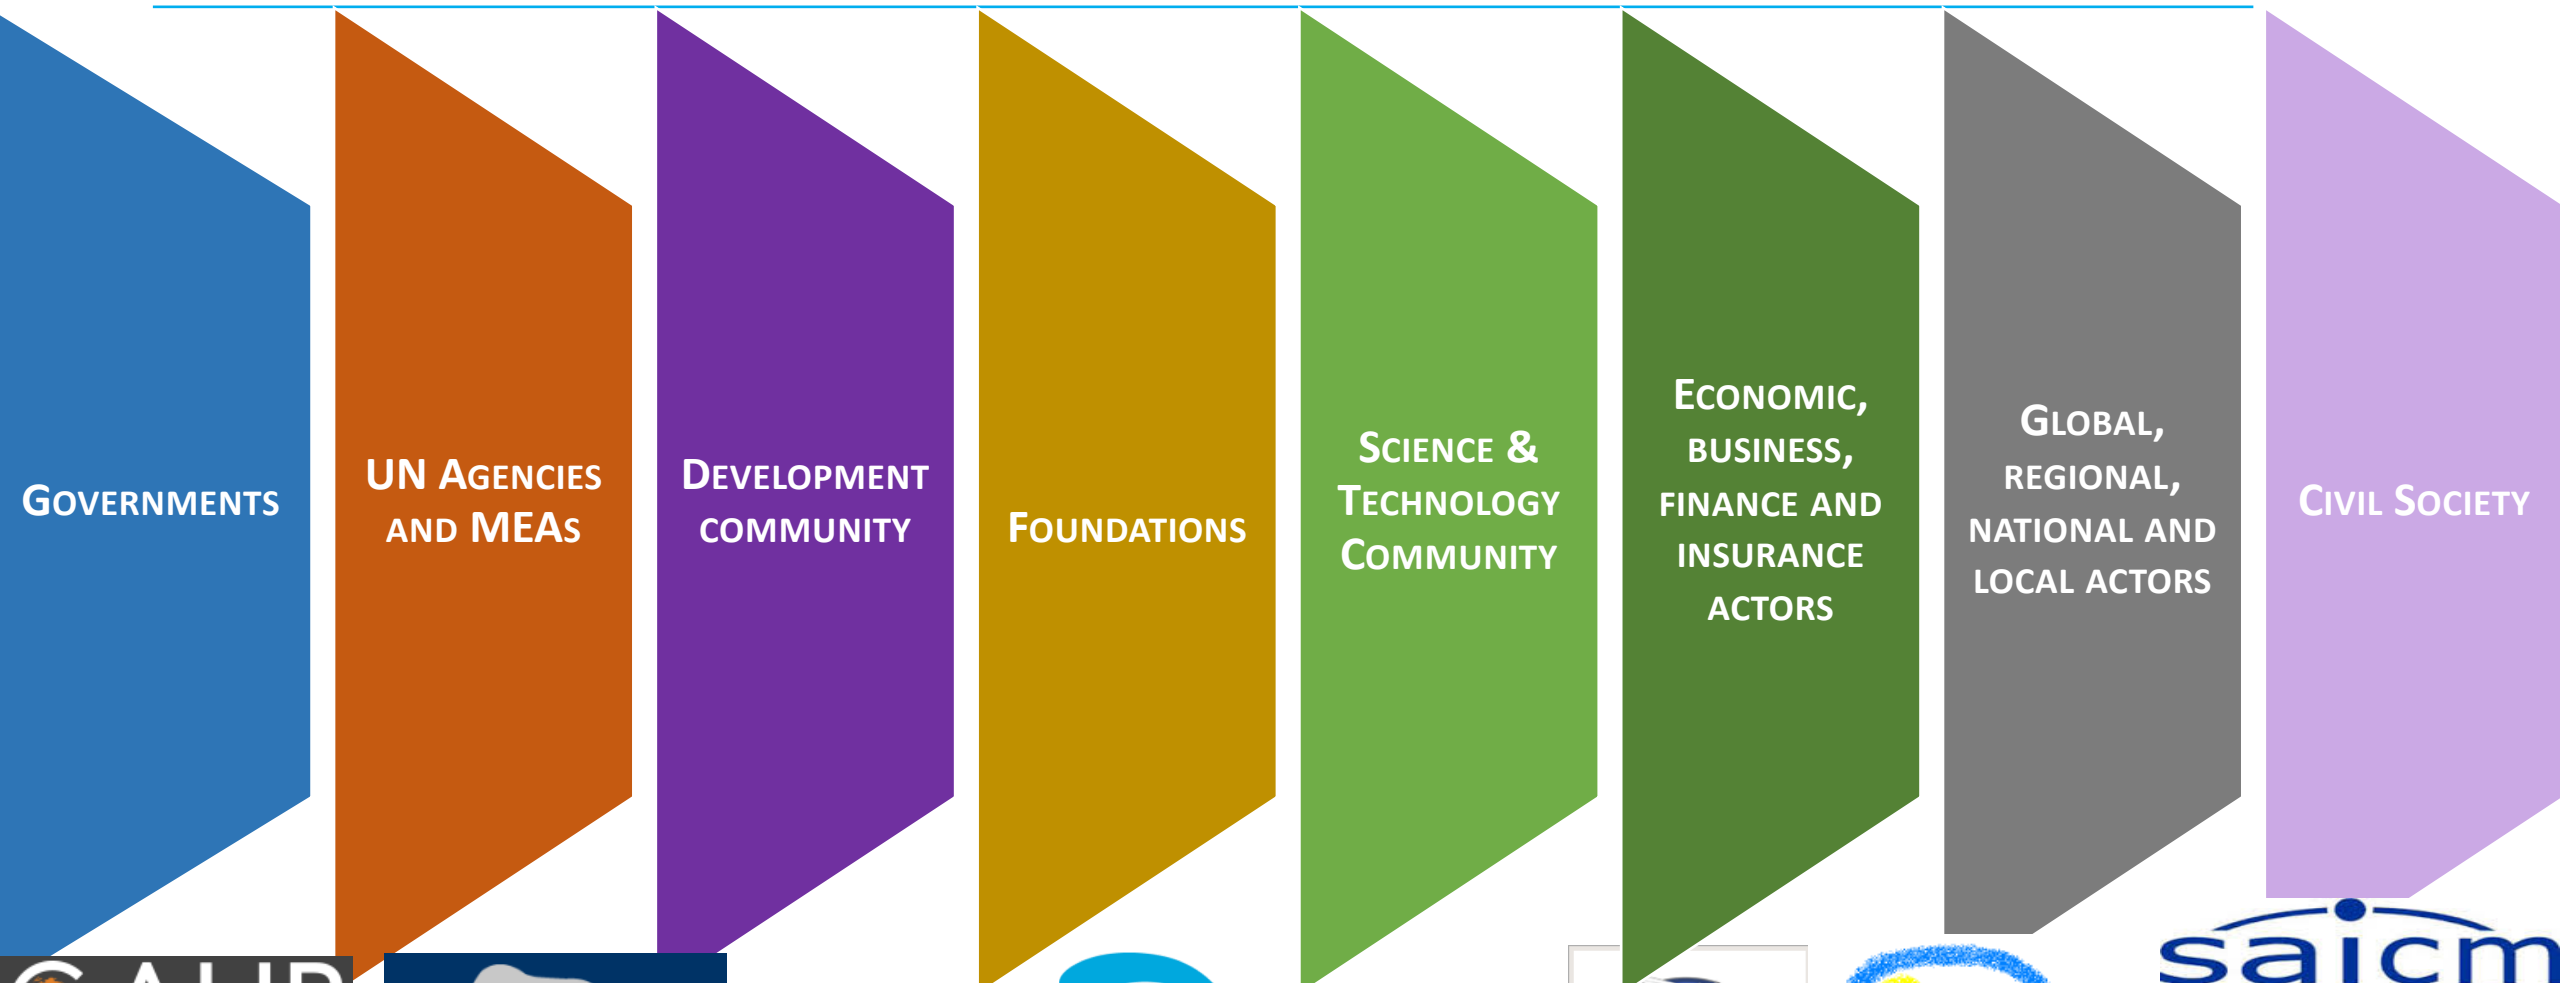 GOVERNMENTS
UN AGENCIES
AND MEAS
DEVELOPMENT
COMMUNITY
FOUNDATIONS
SCIENCE &
TECHNOLOGY
COMMUNITY
ECONOMIC,
BUSINESS,
FINANCE AND
INSURANCE
ACTORS
GLOBAL,
REGIONAL,
NATIONAL AND
LOCAL ACTORS
CIVIL SOCIETY
saicm